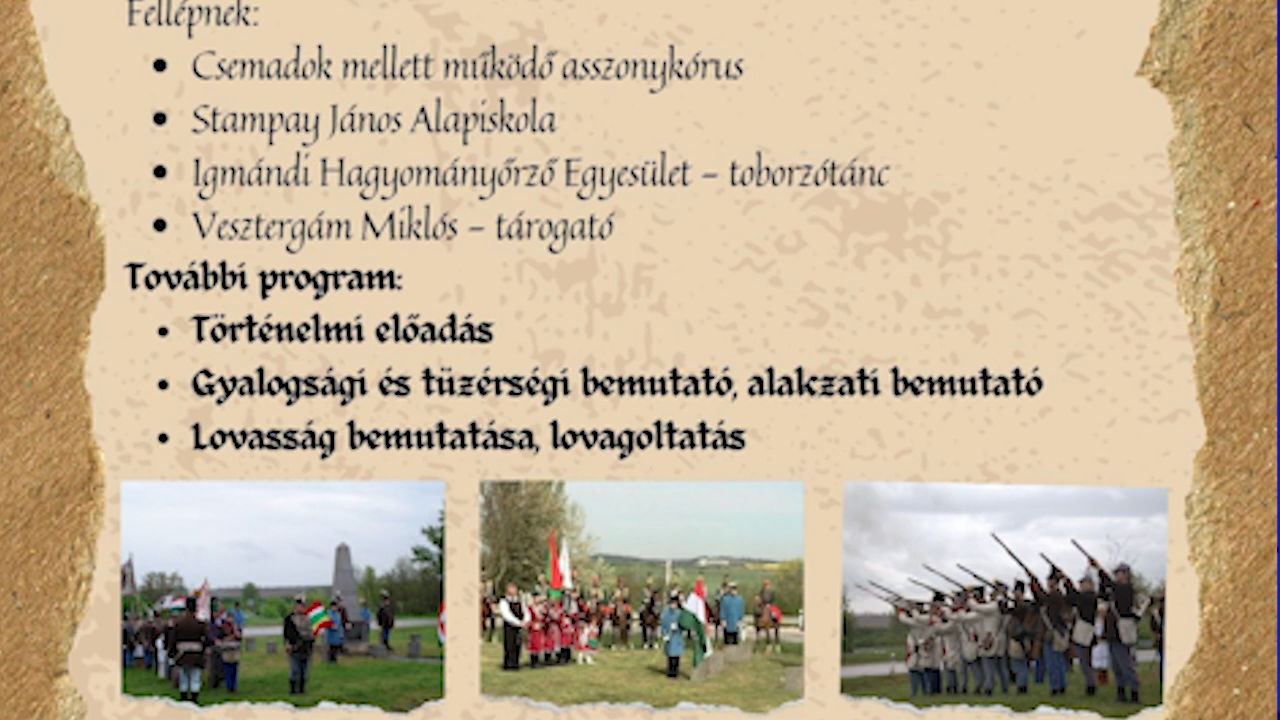 Fellépnek:
• Csemadok mellett működő asszonykórus
• Stampay János Alapiskola
• Igmándi Hagyományőrző Egyesület – toborzótánc
• Vesztergám Miklós – tárogató
További program:
• Történelmi előadás
• Gyalogsági és tüzérségi bemutató, alakzati bemutató
• Lovasság bemutatása, lovagoltatás